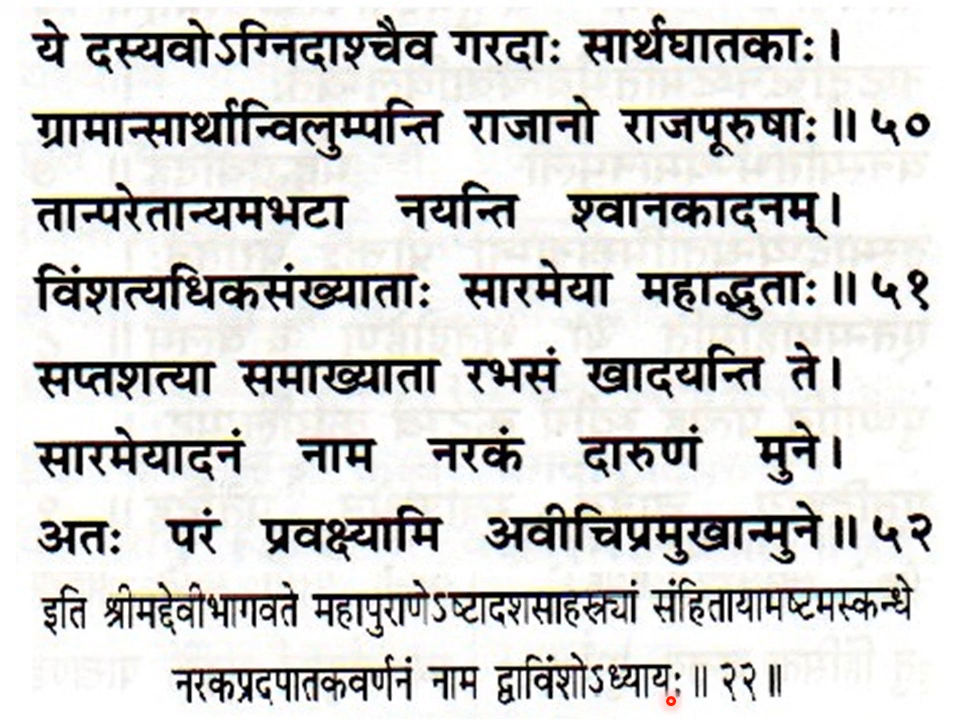 ये दस्यवोऽग्निदाश्चैव गरदाः सार्थघातकाः।
ग्रामान्सार्थान्विलुम्पन्ति राजानो राजपूरुषाः॥ ५०
तान्परेतान्यमभटा नयन्ति श्वानकादनम्।
विंशत्यधिकसंख्याताः सारमेया महाद्भुताः॥ ५१
सप्तशत्या समाख्याता रभसं खादयन्ति ते।
सारमेयादनं नाम नरकं दारुणं मुने।
अतः परं प्रवक्ष्यामि अवीचिप्रमुखान्मुने॥ ५२
इति श्रीमद्देवीभागवते महापुराणेऽष्टादशसाहस्र्यां संहितायामष्टमस्कन्धे
नरकप्रदपातकवर्णनं नाम द्वाविंशोऽध्यायः॥ २२॥